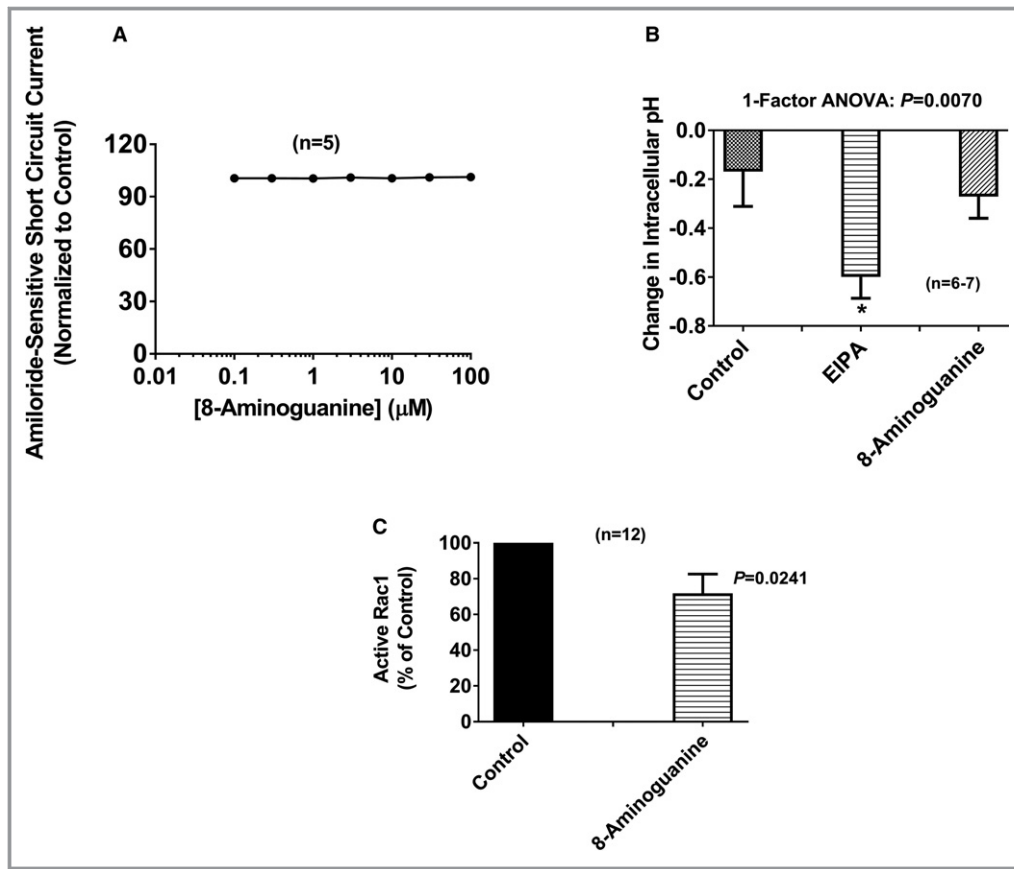 A
Amiloride-Sensitive Short Circuit Current
(Normalized to Control)
(n=5)
120
90
60
30
0
0.01
0.1
1
10
100
[8-Aminoguanine] (μM)
B
1-Factor ANOVA: P=0.0070
Change in Intracellular pH
0.0
-0.2
-0.4
-0.6
-0.8
*
(n=6-7)
Control
EIPA
8-Aminoguanine
C
Active Rac1
(% of Control)
(n=12)
100
80
60
40
20
0
P=0.0241
Control
8-Aminoguanine